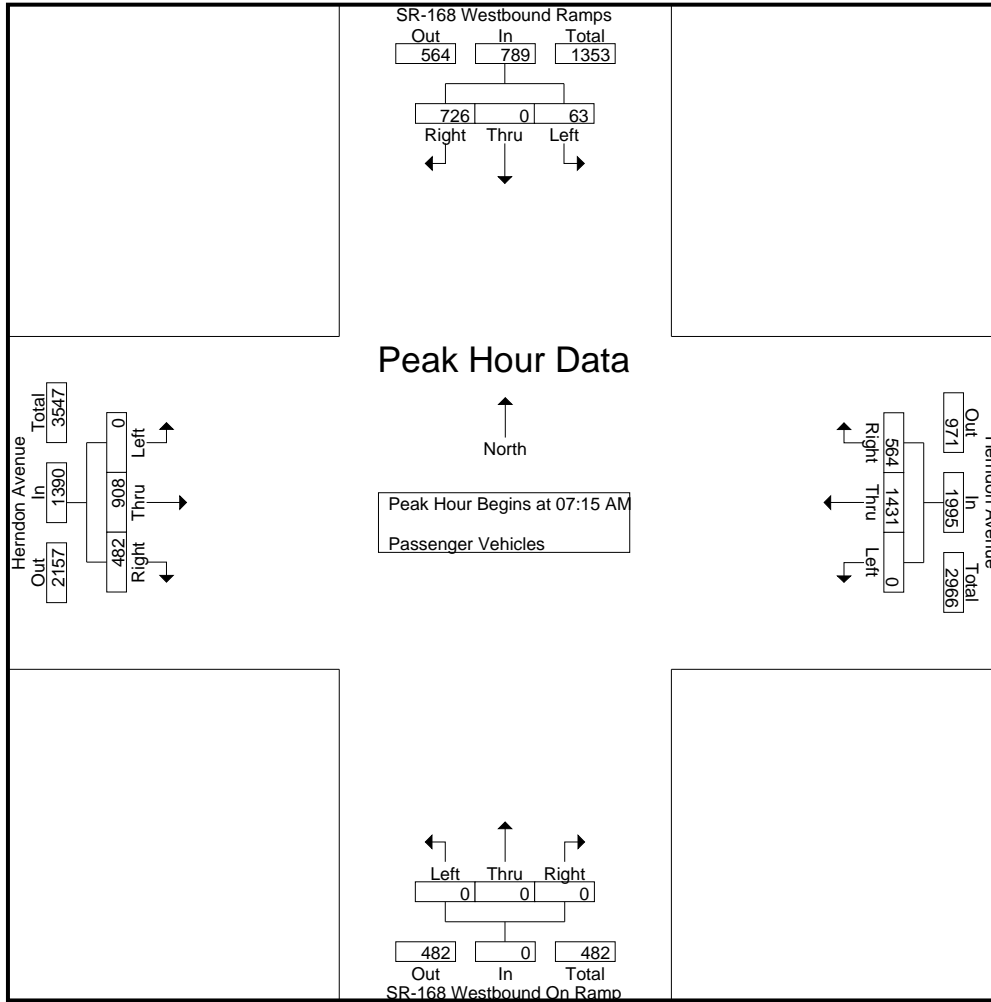 SR-168 Westbound Ramps
Out In Total
564 789 1353
726 0 63
Right Thru Left
Peak Hour Data
North
Peak Hour Begins at 07:15 AM
Passenger Vehicles
Herndon Avenue
Total In Out
3547 1390 2157
0 908 482
Left Thru Right
Herndon Avenue
Out In Total
971 1995 2966
564 1431 0
Right Thru Left
Left Thru Right
0 0 0
482 0 482
Out In Total
SR-168 Westbound On Ramp